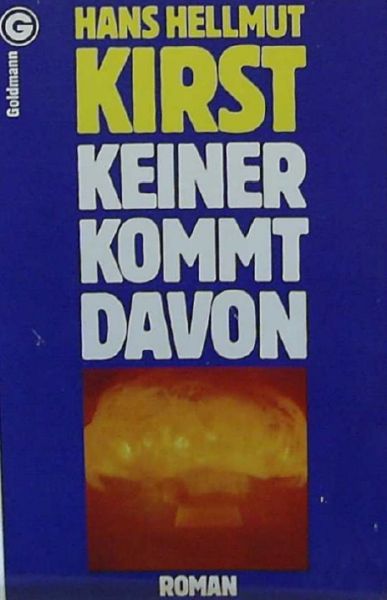 G
Goldmann
HANS HELLMUT
KIRST
KEINER
KOMMT
DAVON
ROMAN